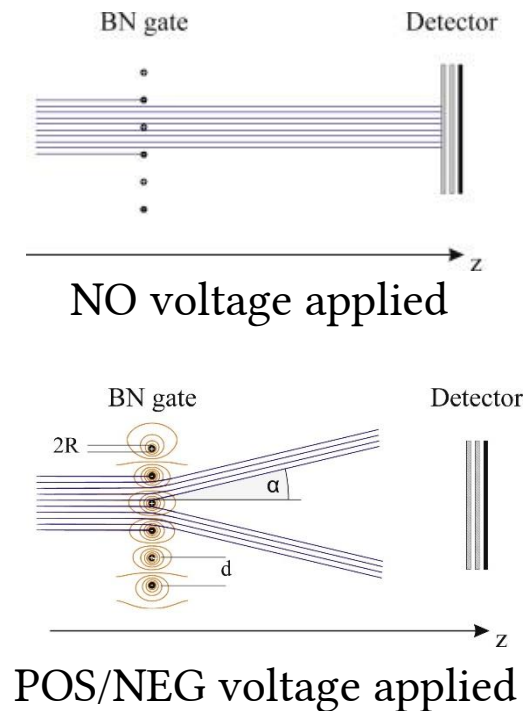 BN gate Detector
z
NO voltage applied
BN gate Detector
2R
α
d
z
POS/NEG voltage applied